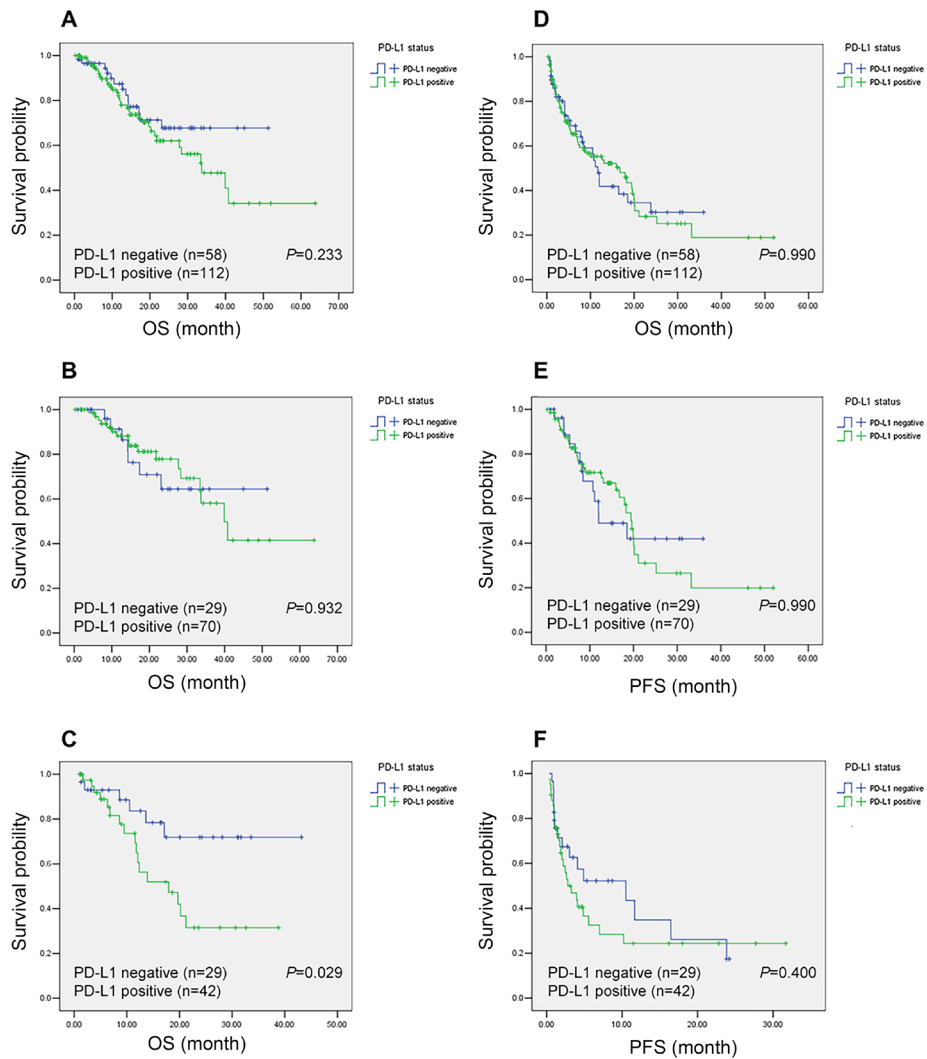 A
PD-L1 status
PD-L1 negative
PD-L1 positive
Survival probility
1.0
0.8
0.6
0.4
0.2
0.0
PD-L1 negative (n=58)
P=0.233
PD-L1 positive (n=112)
0.00 10.00 20.00 30.00 40.00 50.00 60.00 70.00
OS (month)
D
PD-L1 status
PD-L1 negative
PD-L1 positive
Survival probility
1.0
0.8
0.6
0.4
0.2
0.0
PD-L1 negative (n=58)
P=0.990
PD-L1 positive (n=112)
0.00 10.00 20.00 30.00 40.00 50.00 60.00
OS (month)
B
PD-L1 status
PD-L1 negative
PD-L1 positive
Survival probility
1.0
0.8
0.6
0.4
0.2
0.0
PD-L1 negative (n=29)
P=0.932
PD-L1 positive (n=70)
0.00 10.00 20.00 30.00 40.00 50.00 60.00 70.00
OS (month)
E
PD-L1 status
PD-L1 negative
PD-L1 positive
Survival probility
1.0
0.8
0.6
0.4
0.2
0.0
PD-L1 negative (n=29)
P=0.990
PD-L1 positive (n=70)
0.00 10.00 20.00 30.00 40.00 50.00 60.00
PFS (month)
C
PD-L1 status
PD-L1 negative
PD-L1 positive
Survival probility
1.0
0.8
0.6
0.4
0.2
0.0
PD-L1 negative (n=29)
P=0.029
PD-L1 positive (n=42)
0.00 10.00 20.00 30.00 40.00 50.00
OS (month)
F
PD-L1 status
PD-L1 negative
PD-L1 positive
Survival probility
1.0
0.8
0.6
0.4
0.2
0.0
PD-L1 negative (n=29)
P=0.400
PD-L1 positive (n=42)
0.00 10.00 20.00 30.00
PFS (month)